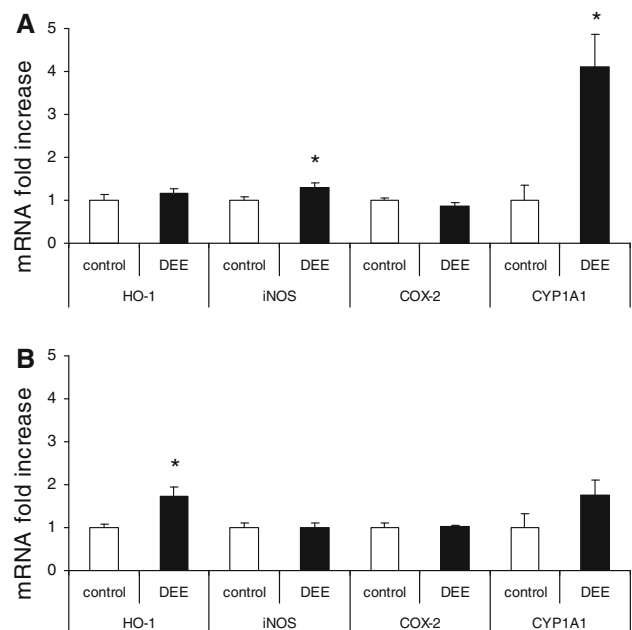 A
mRNA fold increase
5
4
3
2
1
0
*
*
control DEE control DEE control DEE control DEE
HO-1 iNOS COX-2 CYP1A1
B
mRNA fold increase
5
4
3
2
1
0
*
control DEE control DEE control DEE control DEE
HO-1 iNOS COX-2 CYP1A1